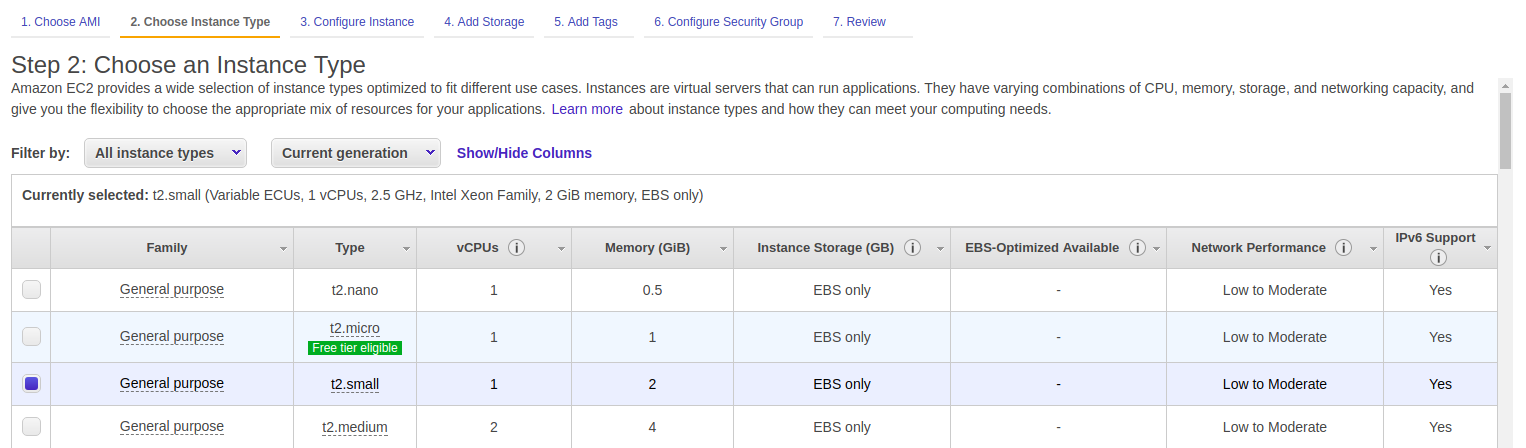 1. Choose AMI 2. Choose Instance Type 3. Configure Instance 4. Add Storage 5. Add Tags 6. Configure Security Group 7. Review
Step 2: Choose an Instance Type
Amazon EC2 provides a wide selection of instance types optimized to fit different use cases. Instances are virtual servers that can run applications. They have varying combinations of CPU, memory, storage, and networking capacity, and
give you the flexibility to choose the appropriate mix of resources for your applications. Learn more about instance types and how they can meet your computing needs.
Filter by: All instance types Current generation Show/Hide Columns
Currently selected: t2.small (Variable ECUs, 1 vCPUs, 2.5 GHz, Intel Xeon Family, 2 GiB memory, EBS only)
Family Type vCPUs i Memory (GiB) Instance Storage (GB) i EBS-Optimized Available i Network Performance i IPv6 Support i
General purpose t2.nano 1 0.5 EBS only - Low to Moderate Yes
General purpose t2.micro Free tier eligible 1 1 EBS only - Low to Moderate Yes
General purpose t2.small 1 2 EBS only - Low to Moderate Yes
General purpose t2.medium 2 4 EBS only - Low to Moderate Yes